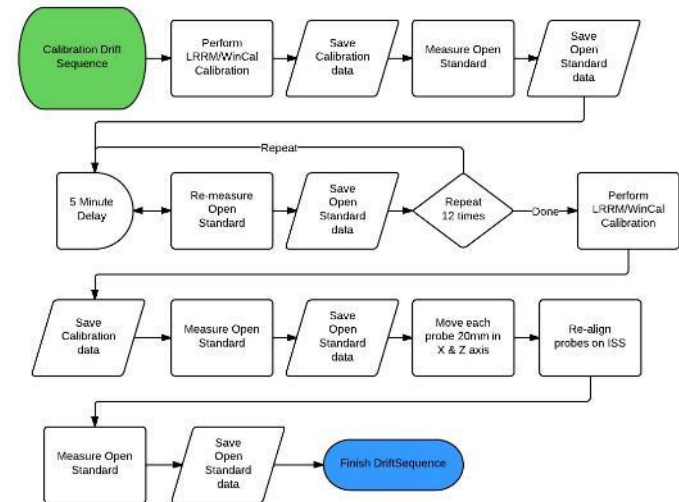 Calibration Drift
Sequence
Perform
LRRM/WinCal
Calibration
Save
Calibration
data
Measure Open
Standard
Save
Open
Standard
data
Repeat
5 Minute
Delay
Re-measure
Open
Standard
Save
Open
Standard
data
Repeat
12 times
Done
Perform
LRRM/WinCal
Calibration
Save
Calibration
data
Measure Open
Standard
Save
Open
Standard
data
Move each
probe 20mm in
X & Z axis
Re-align
probes on ISS
Measure Open
Standard
Save
Open
Standard
data
Finish DriftSequence